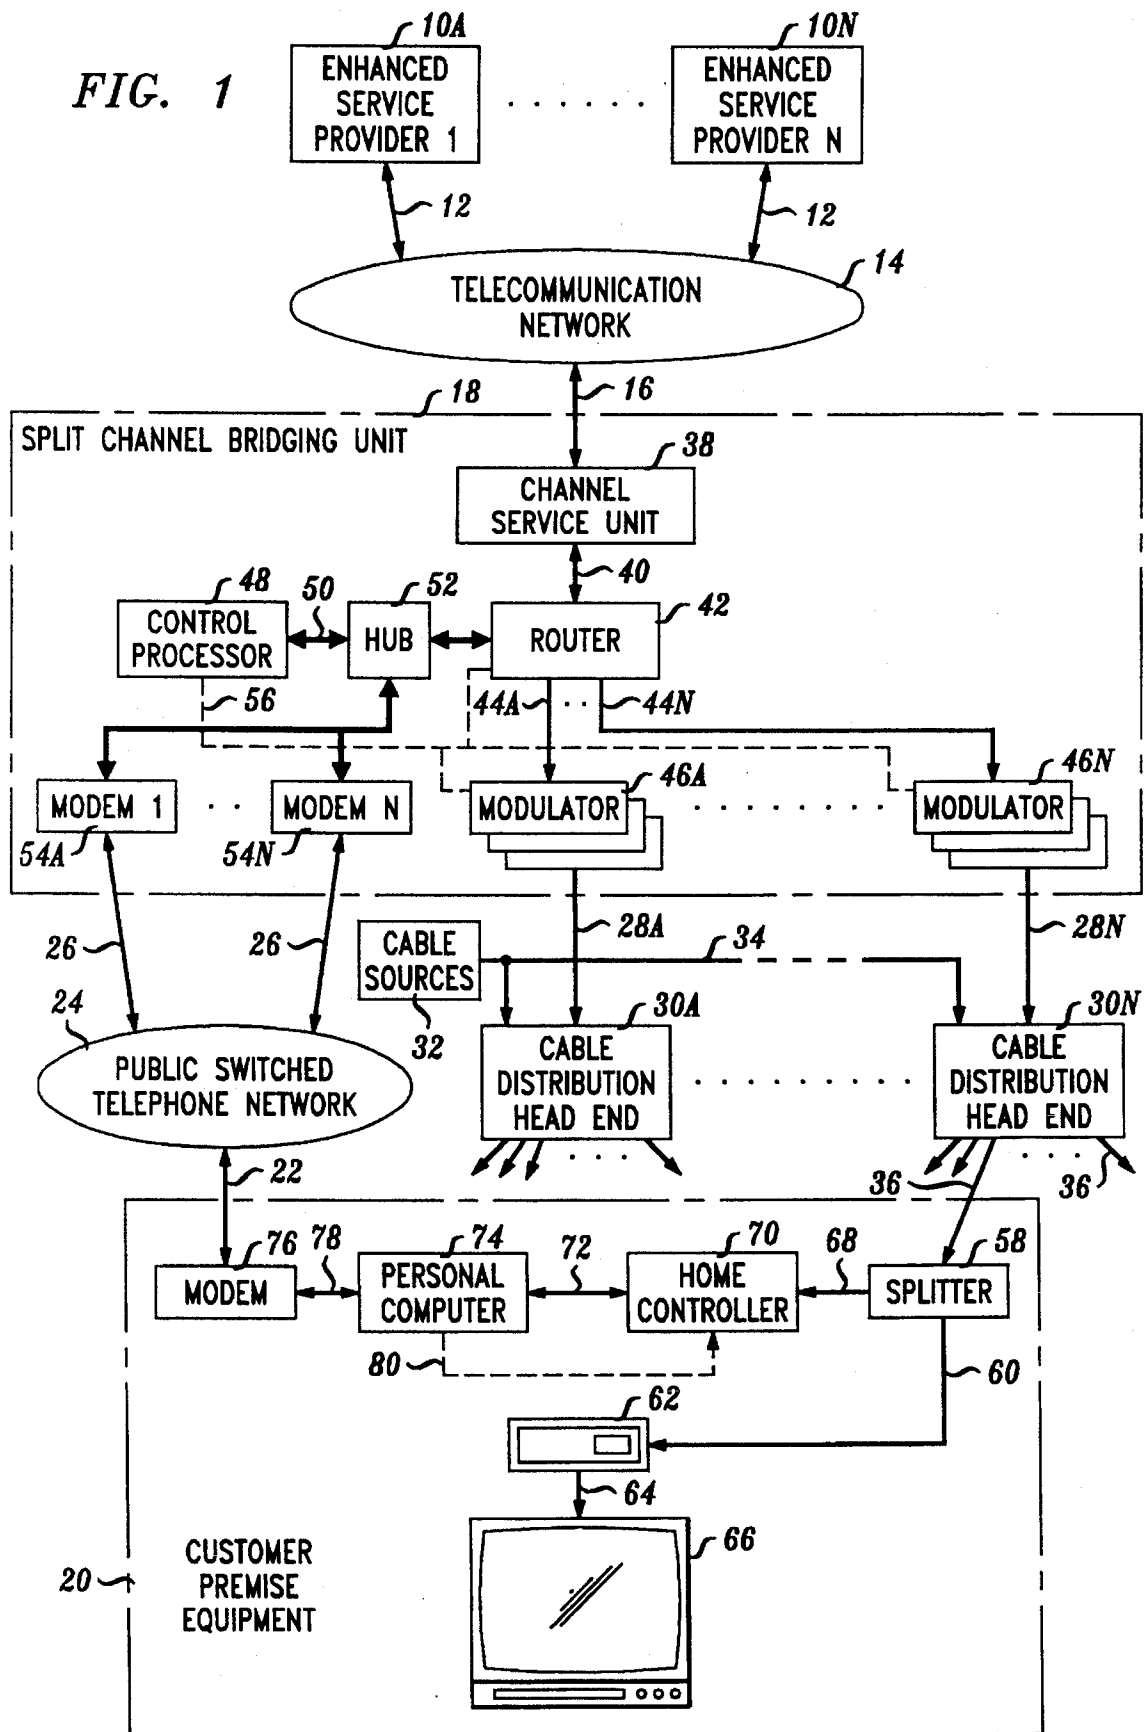 FIG. 1
10A
10N
ENHANCED
SERVICE
PROVIDER 1
ENHANCED
SERVICE
PROVIDER N
12
12
14
TELECOMMUNICATION
NETWORK
16
18
SPLIT CHANNEL BRIDGING UNIT
38
CHANNEL
SERVICE UNIT
40
48
50
52
42
CONTROL
PROCESSOR
HUB
ROUTER
56
44A
44N
46A
46N
MODEM 1
MODEM N
MODULATOR
MODULATOR
54A
54N
26
26
28A
28N
CABLE
SOURCES
32
34
24
30A
30N
PUBLIC SWITCHED
TELEPHONE NETWORK
CABLE
DISTRIBUTION
HEAD END
CABLE
DISTRIBUTION
HEAD END
22
36
36
76
78
74
72
70
68
58
MODEM
PERSONAL
COMPUTER
HOME
CONTROLLER
SPLITTER
80
60
62
64
66
20
CUSTOMER
PREMISE
EQUIPMENT